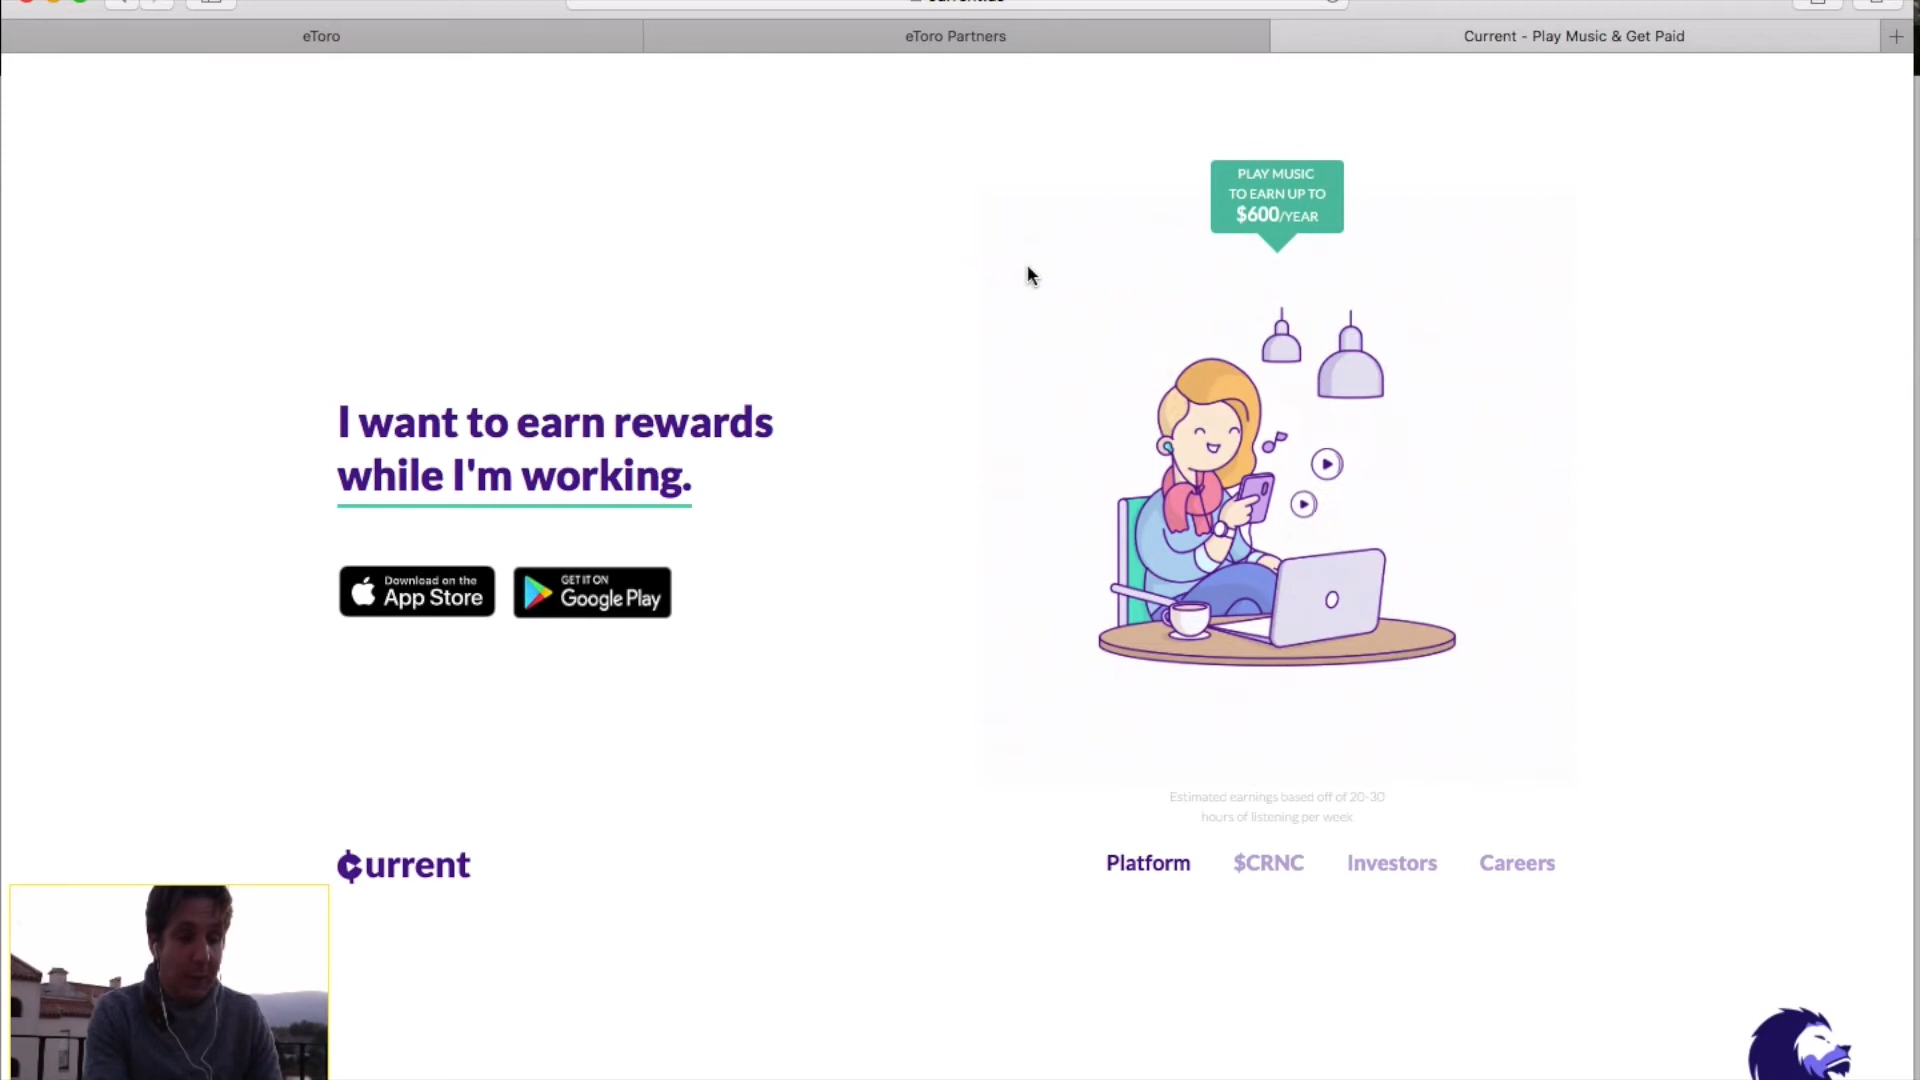 eToro
eToro Partners
Current - Play Music & Get Paid
PLAY MUSIC
TO EARN UP TO
$600/YEAR
I want to earn rewards
while I'm working.
Download on the
App Store
GET IT ON
Google Play
Estimated earnings based off of 20-30
hours of listening per week
Current
Platform
$CRNC
Investors
Careers